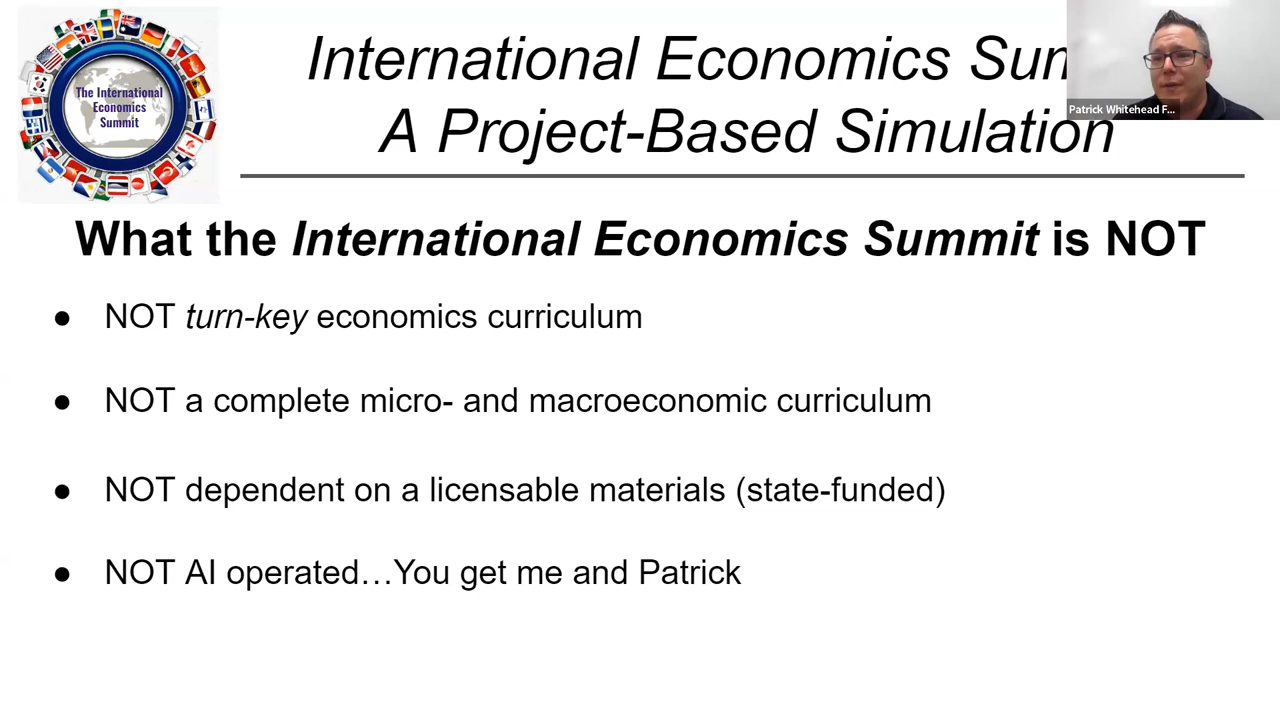 The International
Economics
Summit
International Economics
A Project-Based Simulation
Patrick Whitehead F...
What the International Economics Summit is NOT
● NOT turn-key economics curriculum
● NOT a complete micro- and macroeconomic curriculum
● NOT dependent on a licensable materials (state-funded)
● NOT AI operated…You get me and Patrick